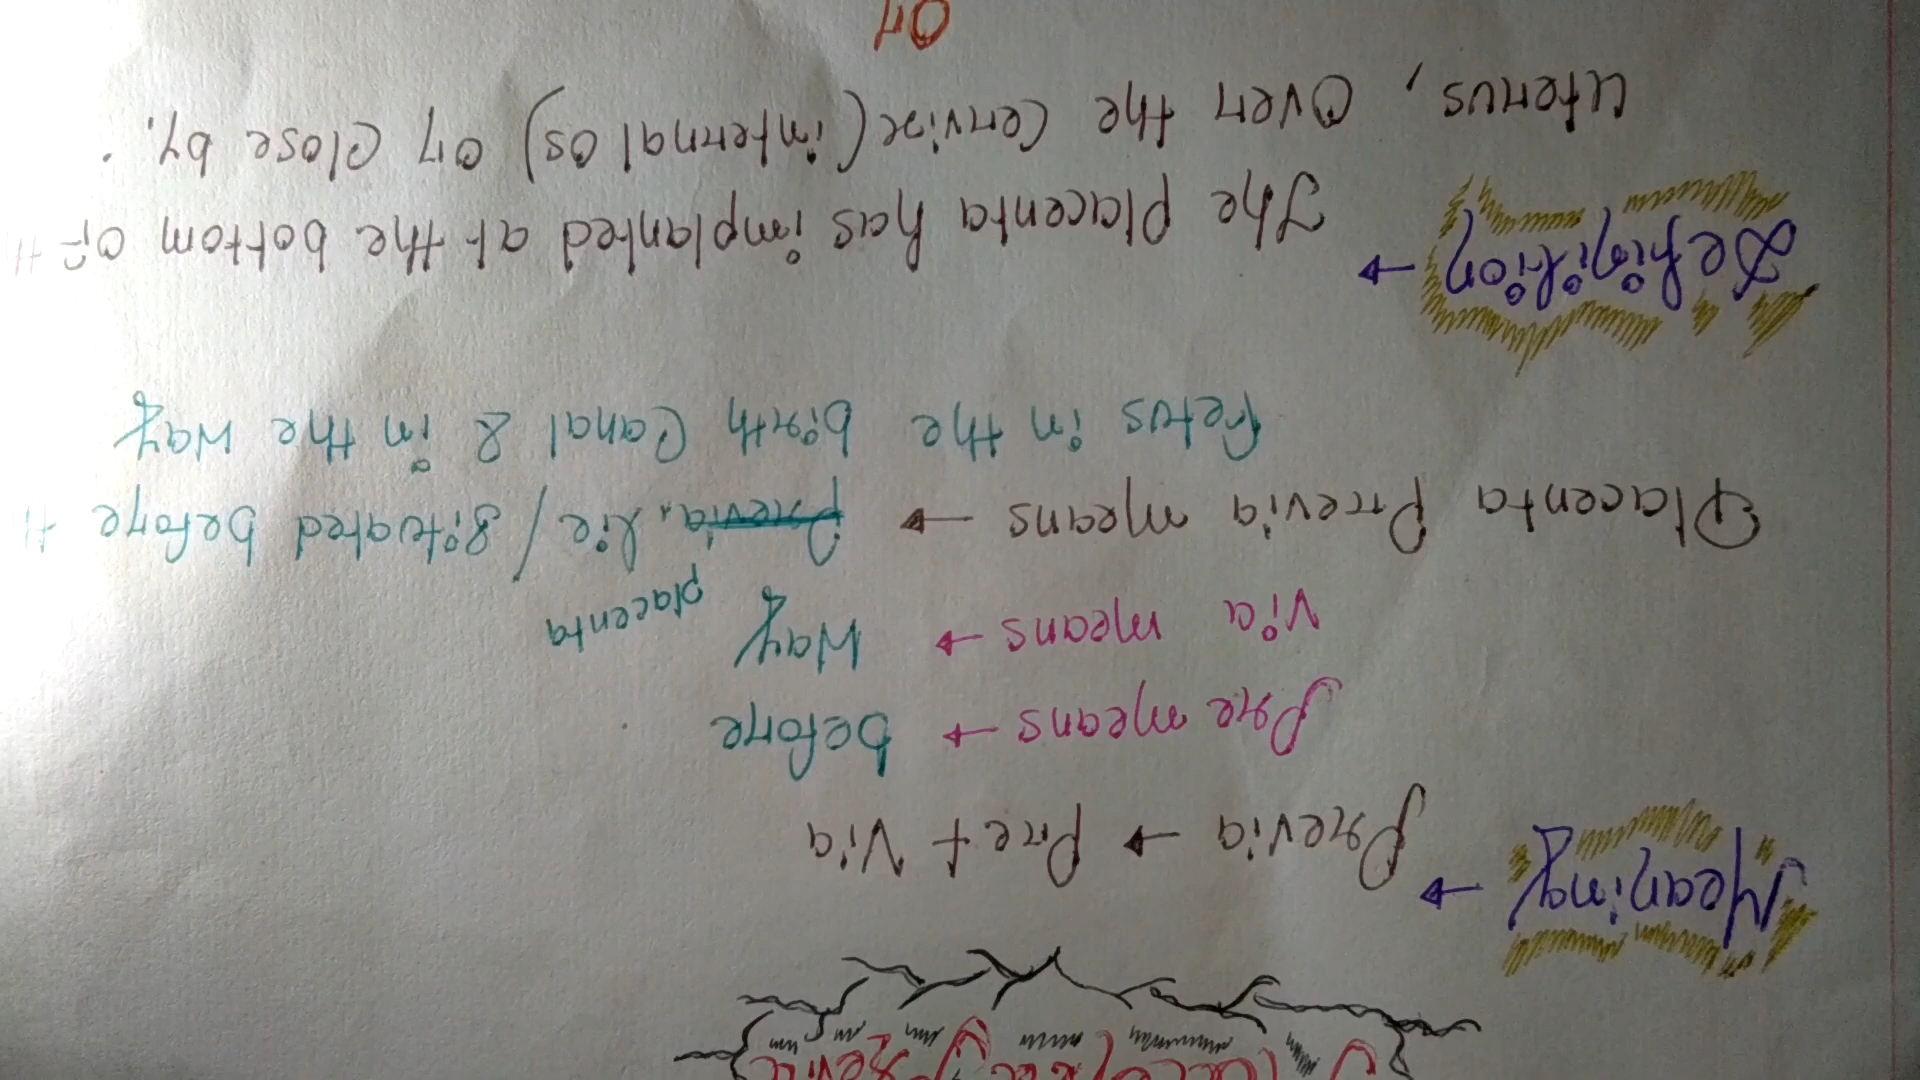 Placenta Previa
Meaning → Previa → Pre + Via
Pre means → before
Via means → Way
placenta
Placenta Previa means → Previa. lie / situated before
fetus in the birth Canal & in the way
Definition →
The placenta has implanted at the bottom of
uterus, Over the Cervix (internal os) or Close by.
or